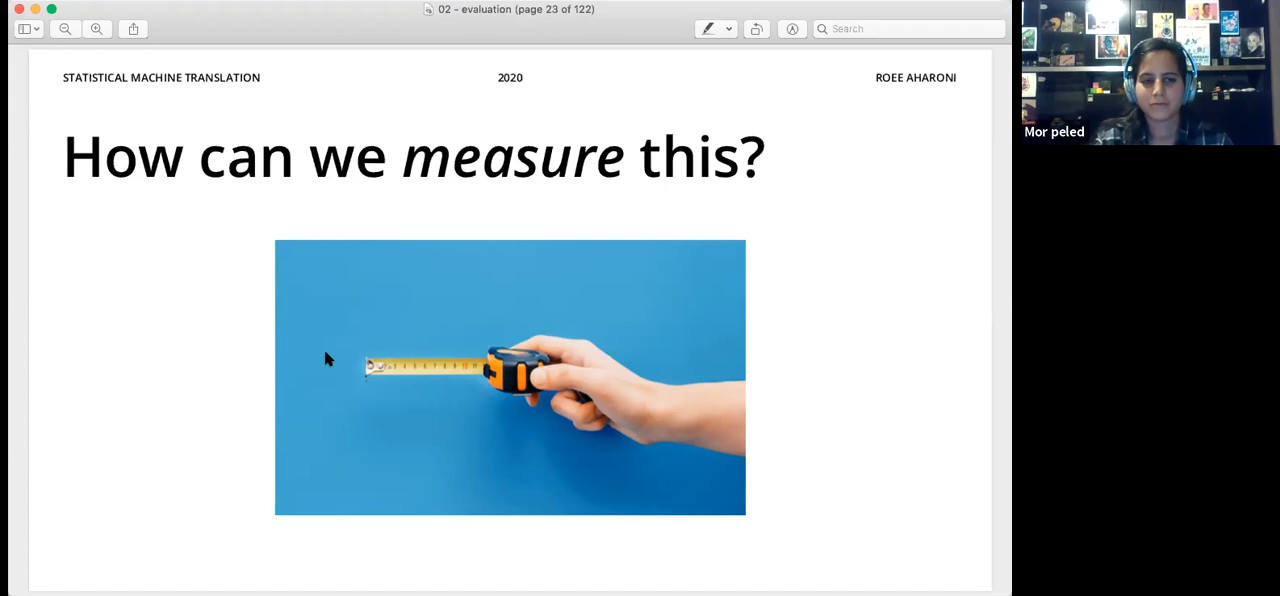 02 - evaluation (page 23 of 122)
Search
STATISTICAL MACHINE TRANSLATION
2020
ROEE AHARONI
How can we measure this?
Mor peled